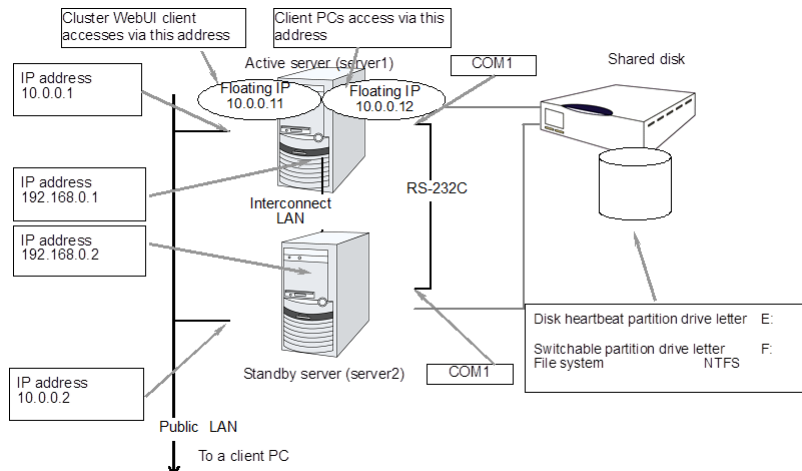 Cluster WebUI client
accesses via this address
Client PCs access via this
address
Active server (server1)
COM1
Shared disk
IP address
10.0.0.1
Floating IP
10.0.0.11
Floating IP
10.0.0.12
IP address
192.168.0.1
RS-232C
Interconnect
LAN
IP address
192.168.0.2
Disk heartbeat partition drive letter E:
Switchable partition drive letter F:
File system NTFS
Standby server (server2)
COM1
IP address
10.0.0.2
Public LAN
To a client PC